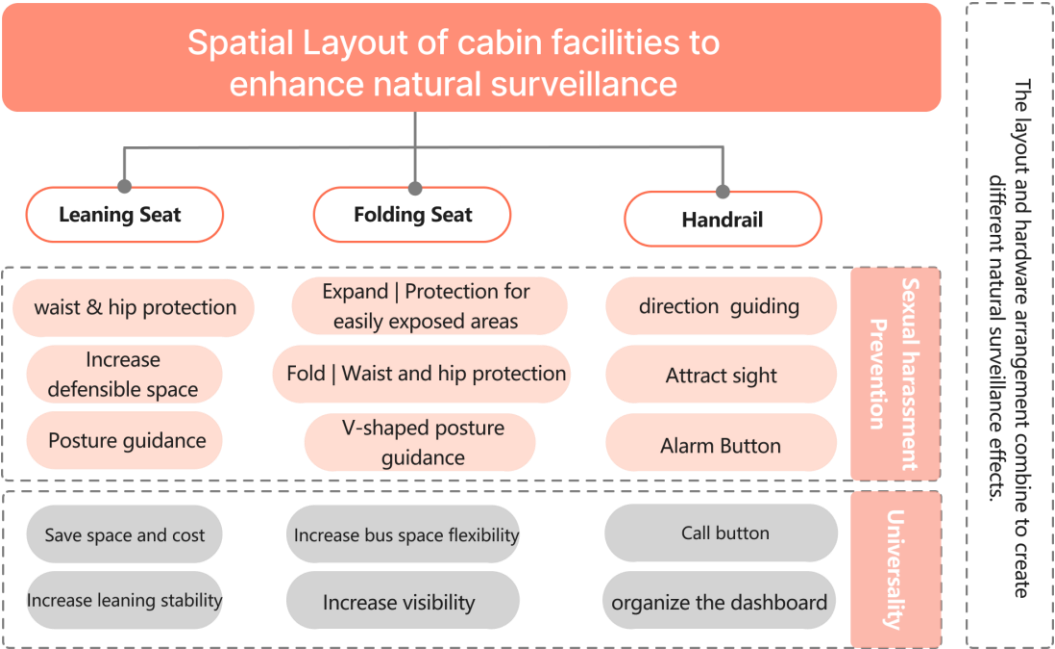 Spatial Layout of cabin facilities to
enhance natural surveillance
Leaning Seat
Folding Seat
Handrail
waist & hip protection
Expand | Protection for
easily exposed areas
direction  guiding
Increase
defensible space
Fold | Waist and hip protection
Attract sight
Posture guidance
V-shaped posture
guidance
Alarm Button
Sexual harassment
Prevention
Save space and cost
Increase bus space flexibility
Call button
Increase leaning stability
Increase visibility
organize the dashboard
Universality
The layout and hardware arrangement combine to create
different natural surveillance effects.